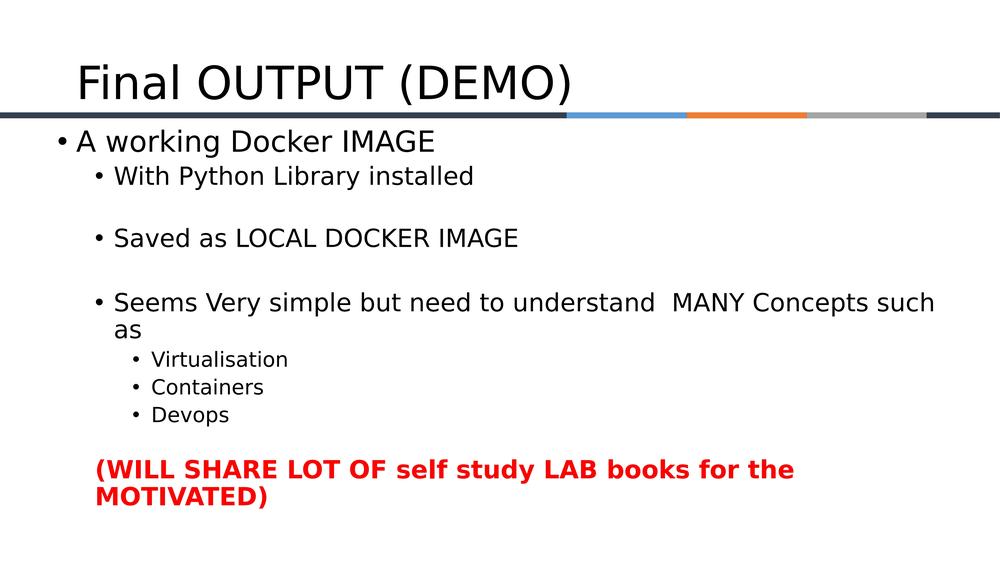 Final OUTPUT (DEMO)
• A working Docker IMAGE
• With Python Library installed
• Saved as LOCAL DOCKER IMAGE
• Seems Very simple but need to understand  MANY Concepts such
as
• Virtualisation
• Containers
• Devops
(WILL SHARE LOT OF self study LAB books for the
MOTIVATED)